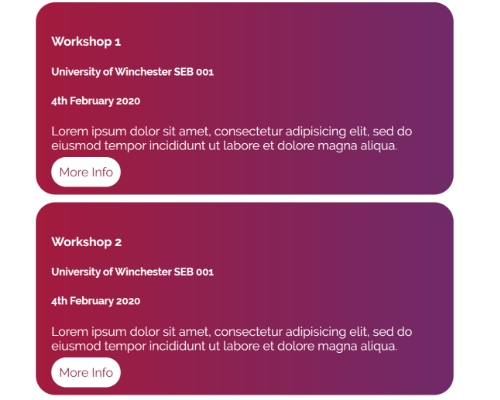 Workshop 1
University of Winchester SEB 001
4th February 2020
Lorem ipsum dolor sit amet, consectetur adipisicing elit, sed do
eiusmod tempor incididunt ut labore et dolore magna aliqua.
More Info
Workshop 2
University of Winchester SEB 001
4th February 2020
Lorem ipsum dolor sit amet, consectetur adipisicing elit, sed do
eiusmod tempor incididunt ut labore et dolore magna aliqua.
More Info